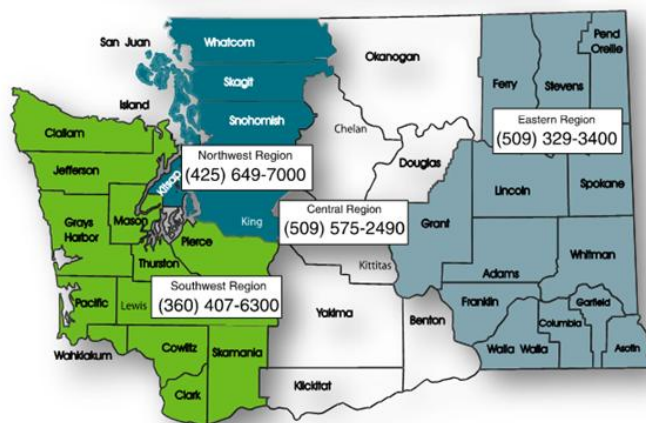 San Juan
Whatcom
Okanogan
Pend
Oreille
Ferry
Stevens
Skagit
Island
Snohomish
Clallam
Chelan
Eastern Region
(509) 329-3400
Jefferson
Northwest Region
(425) 649-7000
Douglas
Kitsap
Lincoln
Spokane
Grays
Harbor
Mason
King
Central Region
(509) 575-2490
Grant
Pierce
Thurston
Kittitas
Adams
Whitman
Southwest Region
(360) 407-6300
Pacific
Lewis
Yakima
Benton
Franklin
Garfield
Columbia
Wahkiakum
Cowlitz
Skamania
Walla Walla
Asotin
Clark
Klickitat